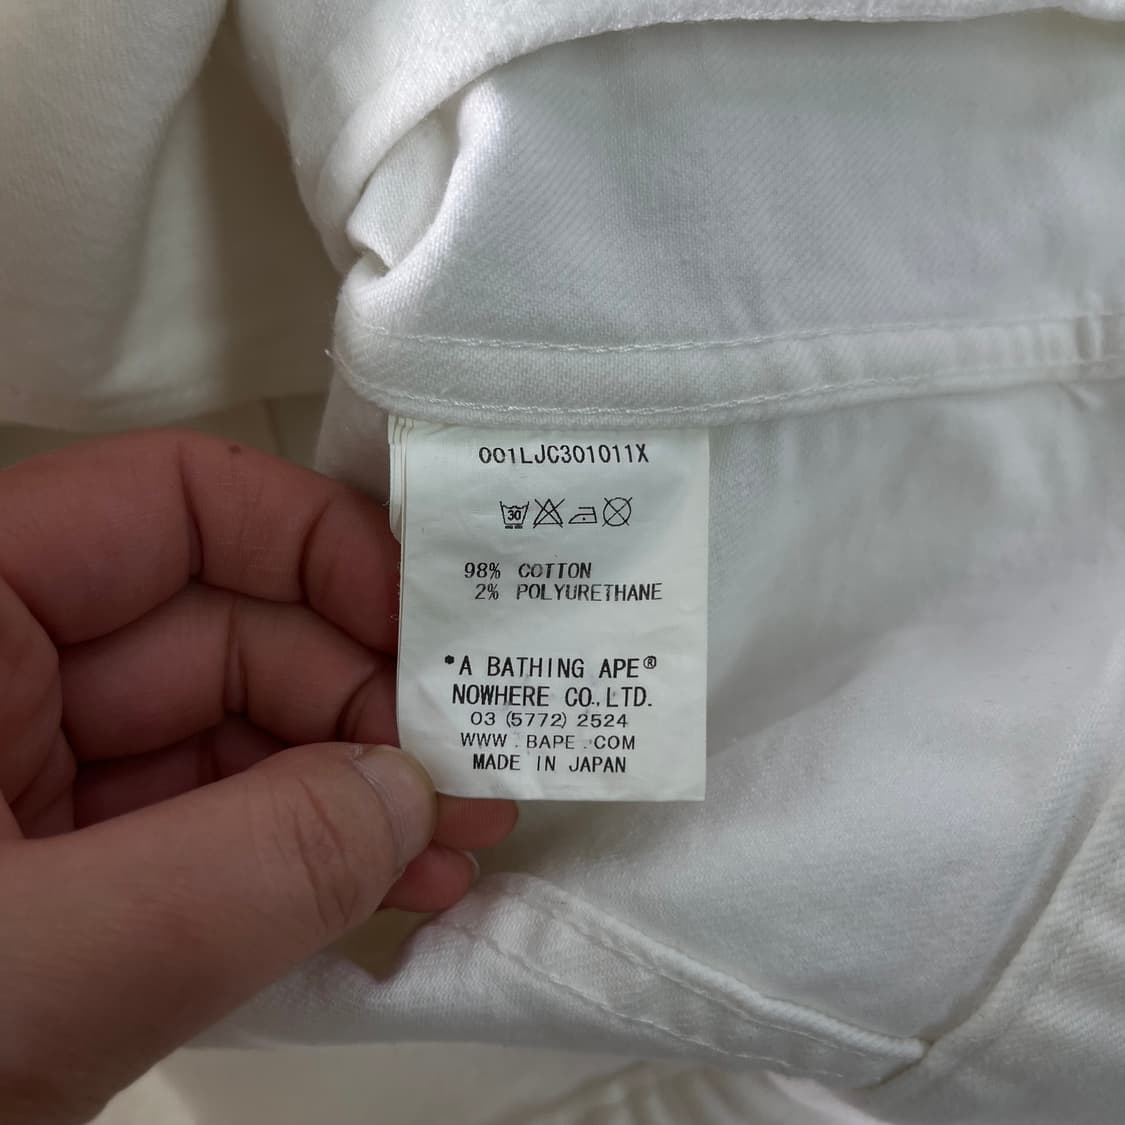 001LJC301011X
30
98% COTTON
2% POLYURETHANE
*A BATHING APE®
NOWHERE CO.,LTD.
03 (5772) 2524
WWW.BAPE.COM
MADE IN JAPAN